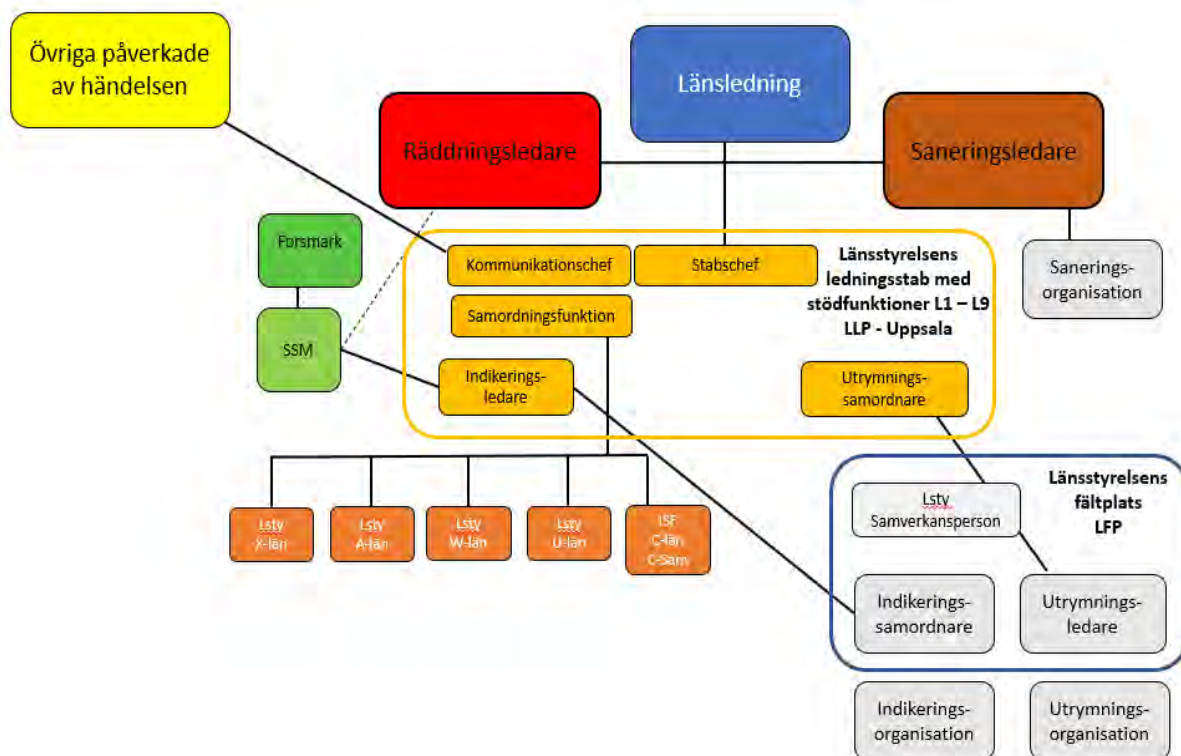 Övriga påverkade
av händelsen
Länsledning
Räddningsledare
Saneringsledare
Forsmark
SSM
Kommunikationschef
Stabschef
Länsstyrelsens
ledningsstab med
stödfunktioner L1 – L9
LLP - Uppsala
Sanerings-
organisation
Samordningsfunktion
Indikerings-
ledare
Utrymnings-
samordnare
Lsty
X-län
Lsty
A-län
Lsty
W-län
Lsty
U-län
ISF
C-län
C-Sam
Lsty
Samverkansperson
Länsstyrelsens
fältplats
LFP
Indikerings-
samordnare
Utrymnings-
ledare
Indikerings-
organisation
Utrymnings-
organisation